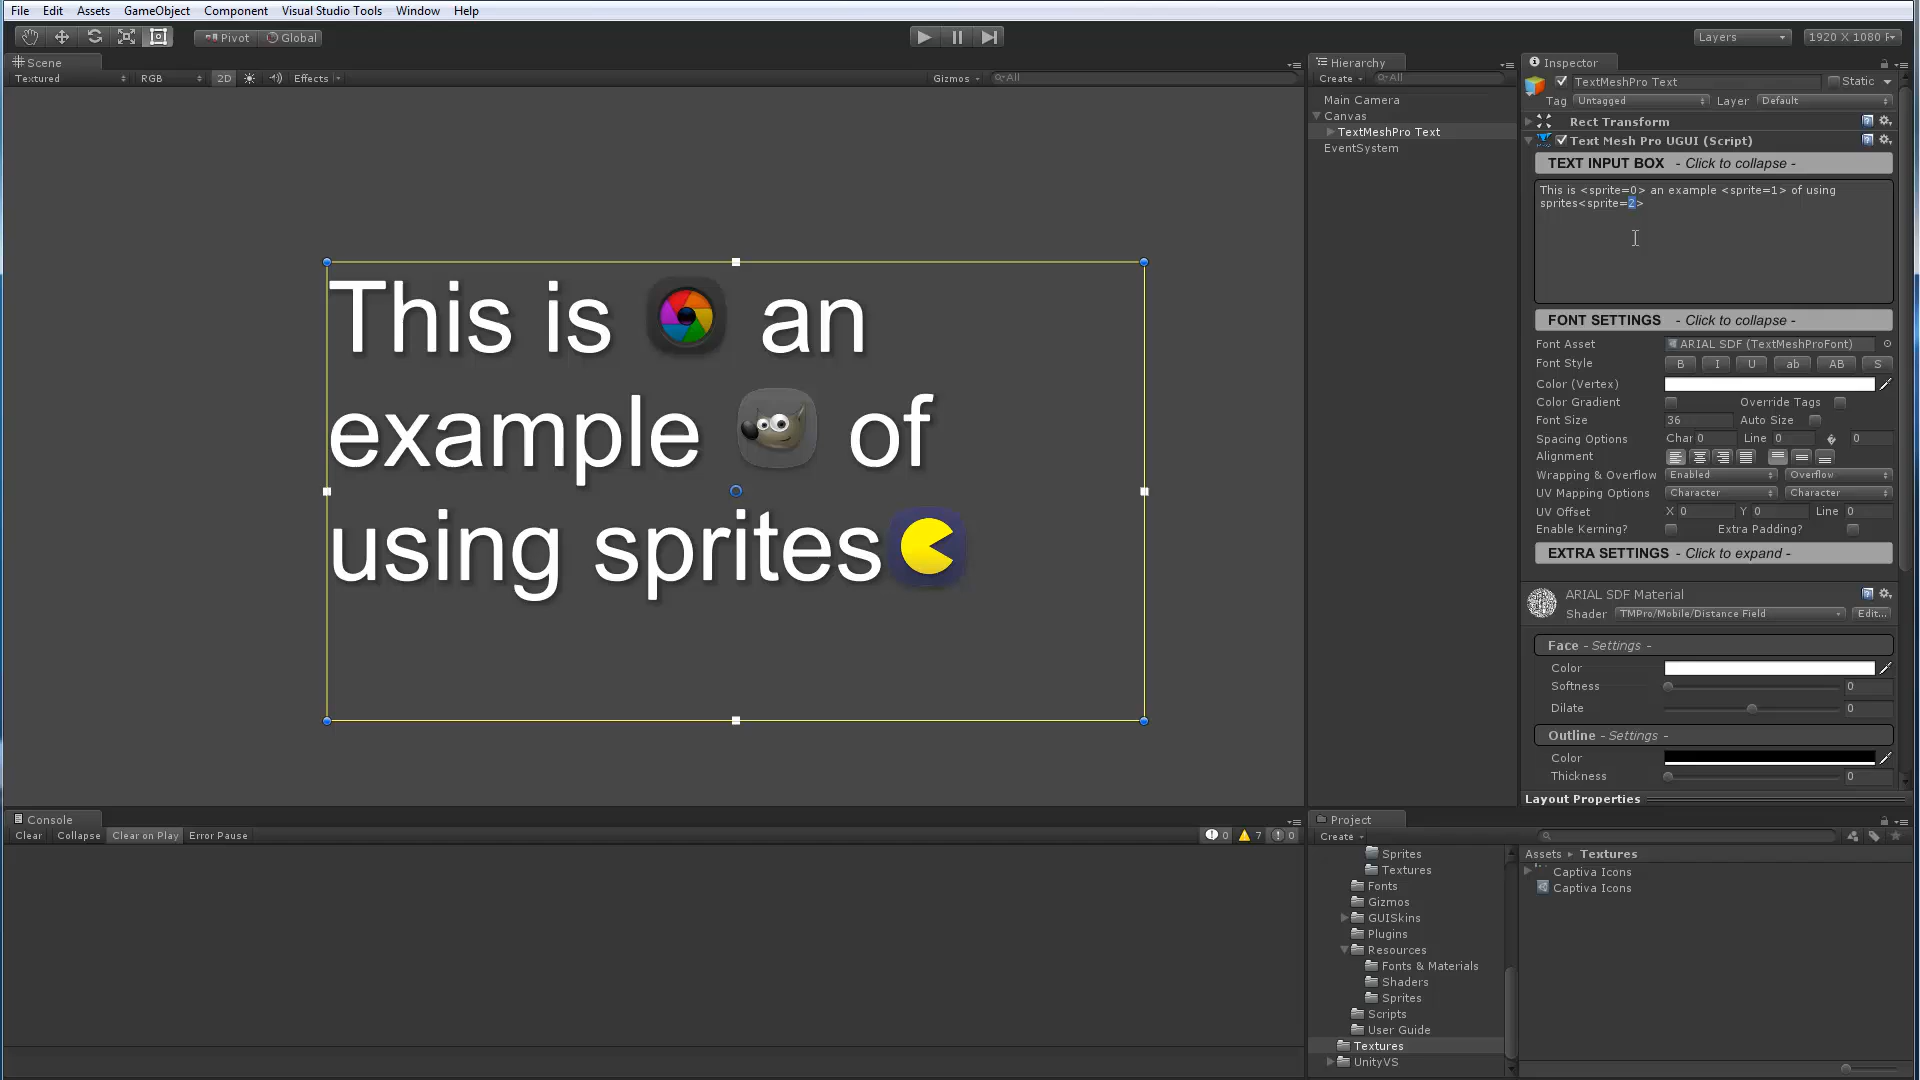 File Edit Assets GameObject Component Visual Studio Tools Window Help
Pivot Global Layers 1920 X 1080 F
Scene
Textured RGB 2D Effects Gizmos All
This is an
example of
using sprites
Hierarchy
Create All
Main Camera
Canvas
TextMeshPro Text
EventSystem
Inspector
TextMeshPro Text Static
Tag Untagged Layer Default
Rect Transform
Text Mesh Pro UGUI (Script)
TEXT INPUT BOX - Click to collapse -
This is <sprite=0> an example <sprite=1> of using
sprites<sprite=2>
FONT SETTINGS - Click to collapse -
Font Asset ARIAL SDF (TextMeshProFont)
Font Style B I U ab AB S
Color (Vertex)
Color Gradient Override Tags
Font Size 36 Auto Size
Spacing Options Char 0 Line 0 � 0
Alignment
Wrapping & Overflow Enabled Overflow
UV Mapping Options Character Character
UV Offset X 0 Y 0 Line 0
Enable Kerning? Extra Padding?
EXTRA SETTINGS - Click to expand -
ARIAL SDF Material
Shader TMPro/Mobile/Distance Field Edit...
Face - Settings -
Color
Softness 0
Dilate 0
Outline - Settings -
Color
Thickness 0
Layout Properties
Console
Clear Collapse Clear on Play Error Pause 0 7 0
Project
Create
Sprites
Textures
Fonts
Gizmos
GUISkins
Plugins
Resources
Fonts & Materials
Shaders
Sprites
Scripts
User Guide
Textures
UnityVS
Assets Textures
Captiva Icons
Captiva Icons